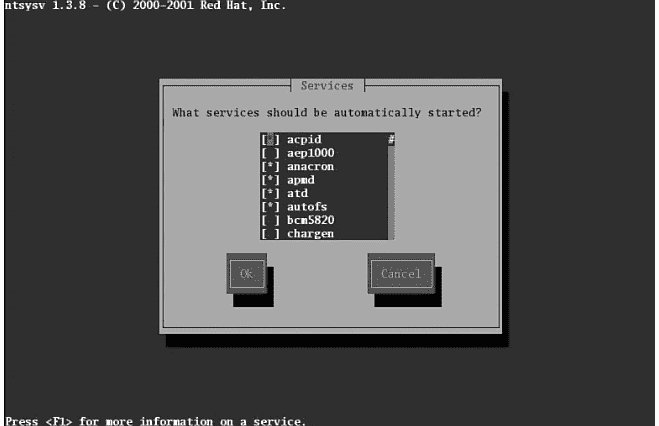 ntsysv 1.3.8 - (C) 2000-2001 Red Hat, Inc.
Services
What services should be automatically started?
[*] acpid #
[ ] aep1000
[*] anacron
[*] apmd
[*] atd
[*] autofs
[ ] bcm5820
[ ] chargen
Ok Cancel
Press <F1> for more information on a service.